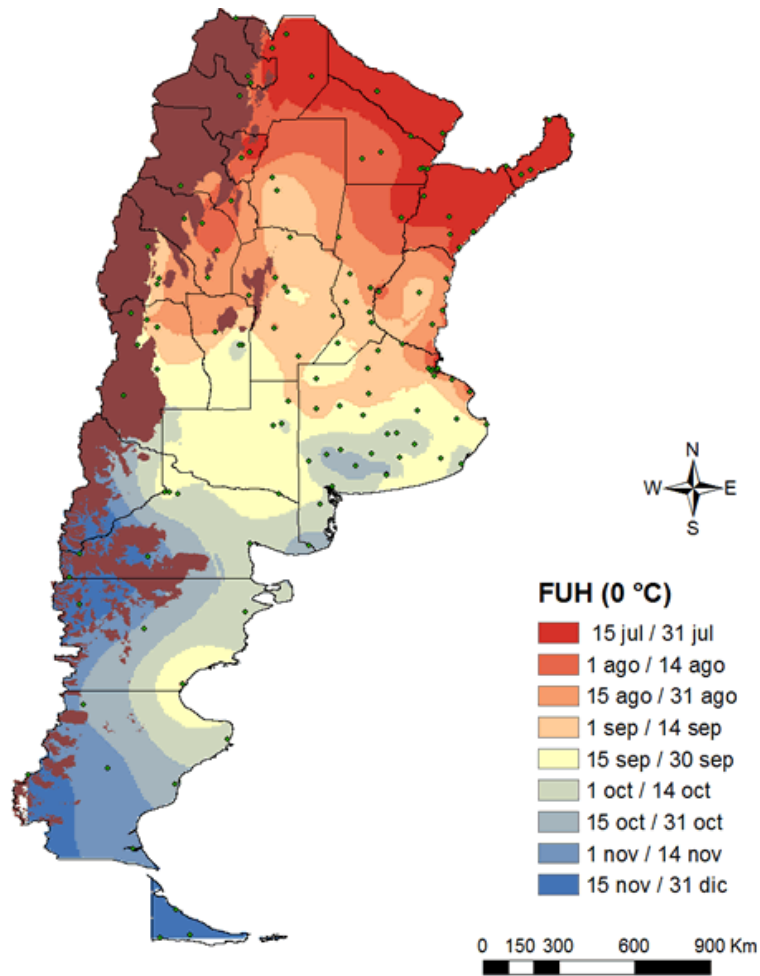 N
W E
S
FUH (0 °C)
15 jul / 31 jul
1 ago / 14 ago
15 ago / 31 ago
1 sep / 14 sep
15 sep / 30 sep
1 oct / 14 oct
15 oct / 31 oct
1 nov / 14 nov
15 nov / 31 dic
0 150 300 600 900 Km